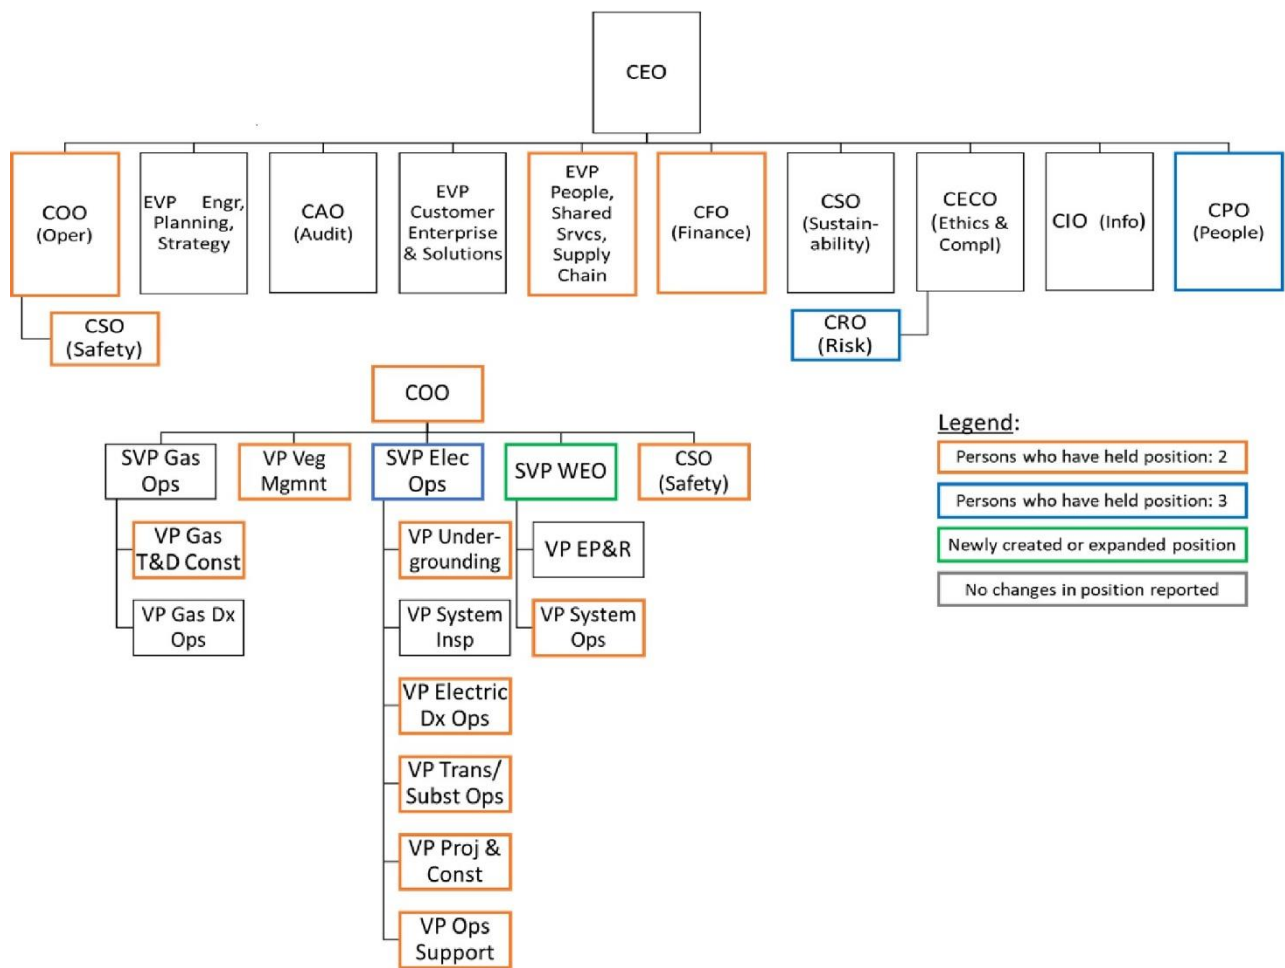 CEO
COO
(Oper)
EVP Engr,
Planning,
Strategy
CAO
(Audit)
EVP
Customer
Enterprise
& Solutions
EVP
People,
Shared
Srvcs,
Supply
Chain
CFO
(Finance)
CSO
(Sustain-
ability)
CECO
(Ethics &
Compl)
CIO (Info)
CPO
(People)
CSO
(Safety)
CRO
(Risk)
COO
SVP Gas
Ops
VP Veg
Mgmnt
SVP Elec
Ops
SVP WEO
CSO
(Safety)
VP Gas
T&D Const
VP Gas Dx
Ops
VP Under-
grounding
VP System
Insp
VP Electric
Dx Ops
VP Trans/
Subst Ops
VP Proj &
Const
VP Ops
Support
VP EP&R
VP System
Ops
Legend:
Persons who have held position: 2
Persons who have held position: 3
Newly created or expanded position
No changes in position reported